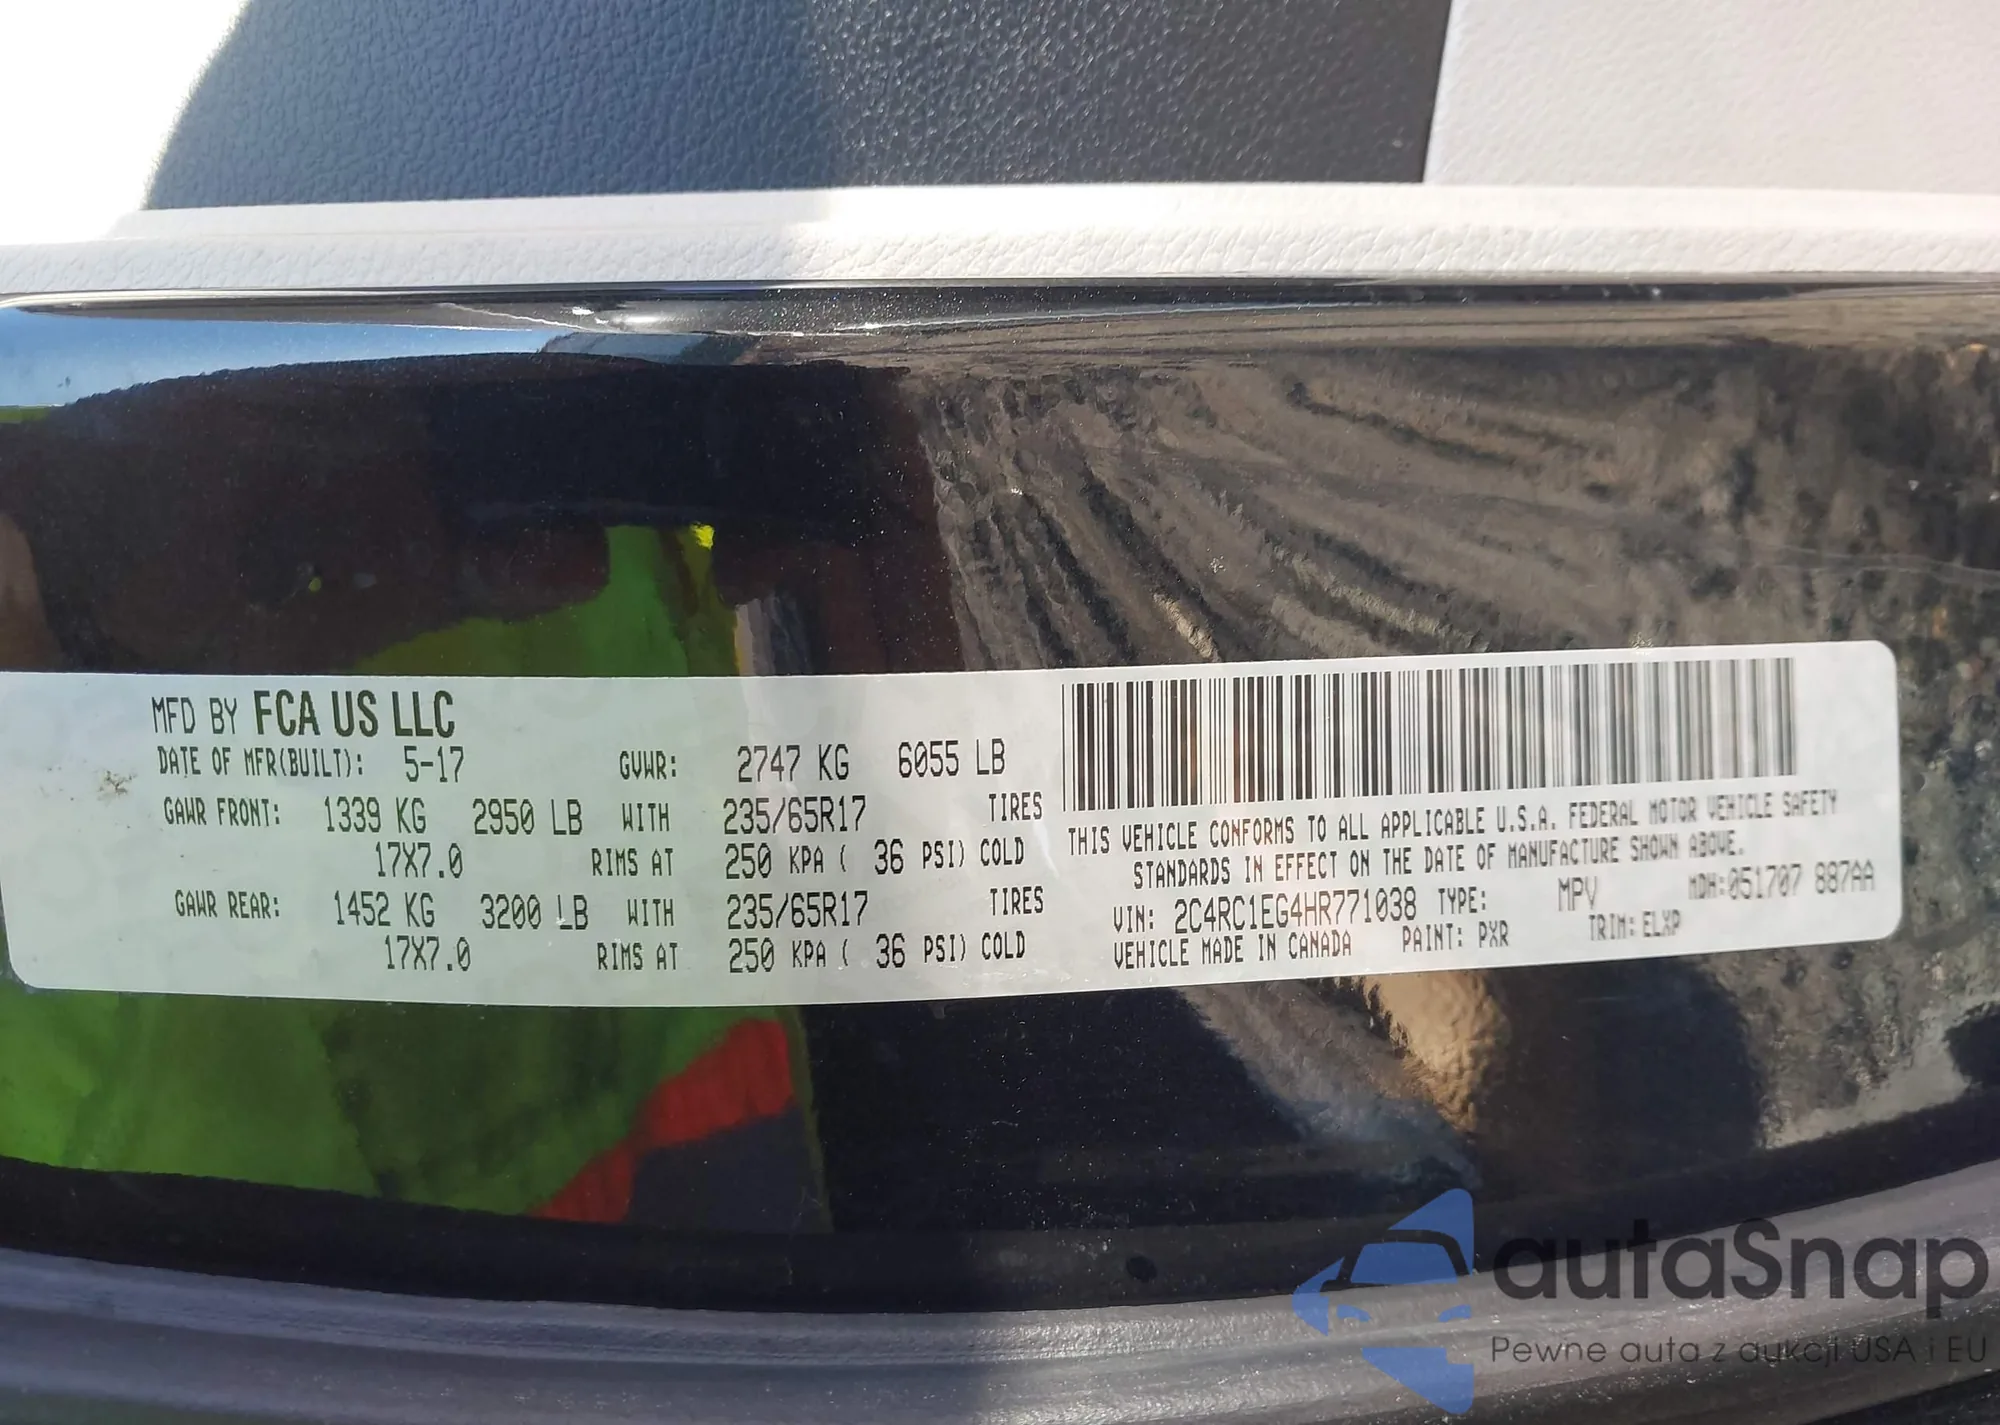 MFD BY FCA US LLC
DATE OF MFR(BUILT): 5-17 GVWR: 2747 KG 6055 LB
GAWR FRONT: 1339 KG 2950 LB WITH 235/65R17 TIRES
17X7.0 RIMS AT 250 KPA ( 36 PSI) COLD
GAWR REAR: 1452 KG 3200 LB WITH 235/65R17 TIRES
17X7.0 RIMS AT 250 KPA ( 36 PSI) COLD
THIS VEHICLE CONFORMS TO ALL APPLICABLE U.S.A. FEDERAL MOTOR VEHICLE SAFETY
STANDARDS IN EFFECT ON THE DATE OF MANUFACTURE SHOWN ABOVE.
VIN: 2C4RC1EG4HR771038 TYPE: MPV MDH:051707 887AA
VEHICLE MADE IN CANADA PAINT: PXR TRIM: ELXP
autaSnap
Pewne auta z aukcji USA i EU